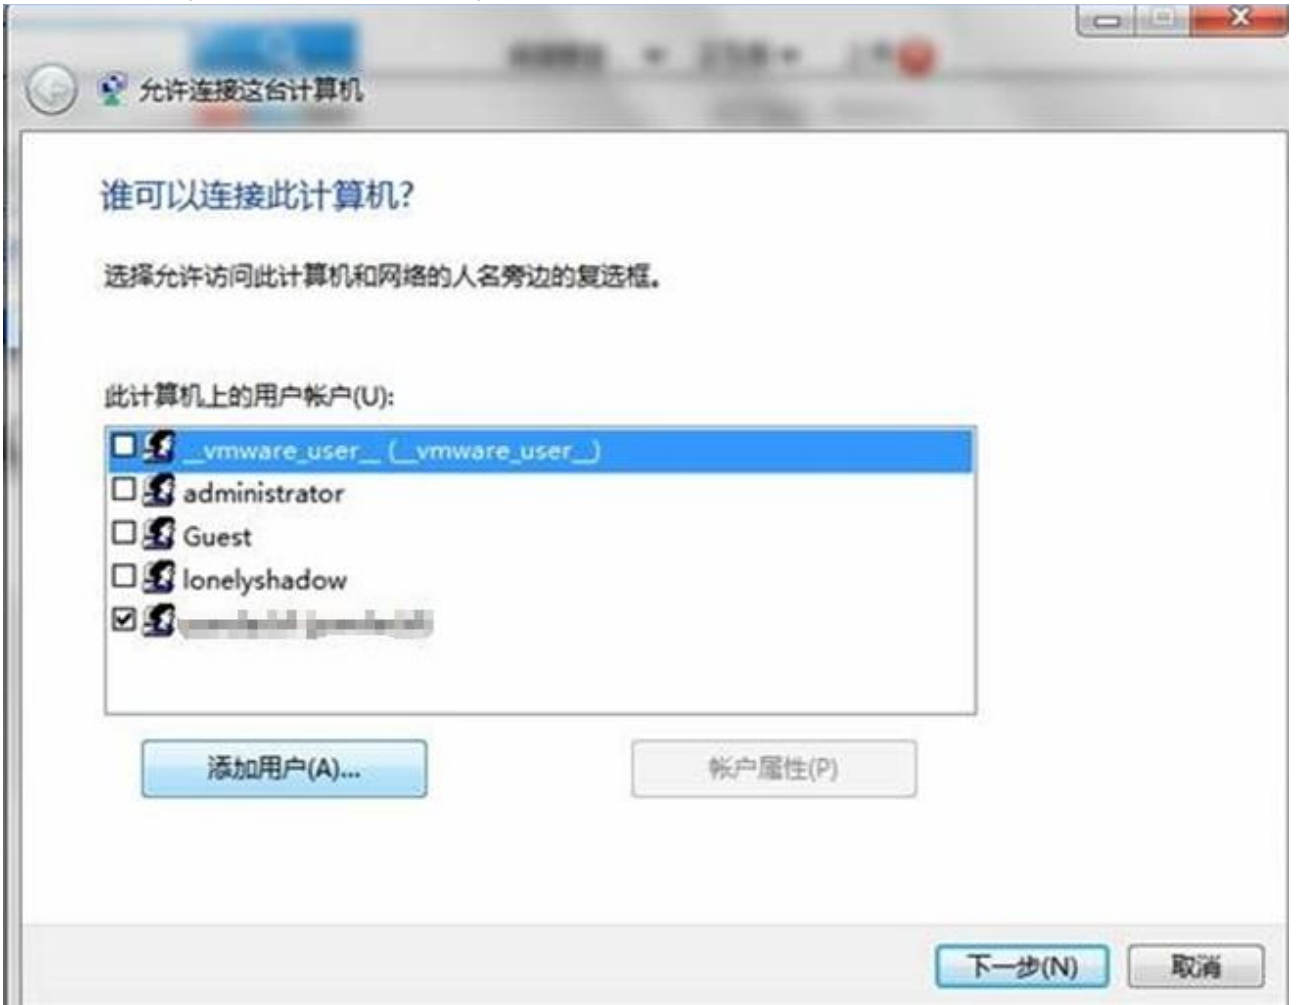 允许连接这台计算机
谁可以连接此计算机?
选择允许访问此计算机和网络的人名旁边的复选框。
此计算机上的用户帐户(U):
__vmware_user__ (__vmware_user__)
administrator
Guest
lonelyshadow
添加用户(A)...
帐户属性(P)
下一步(N)
取消